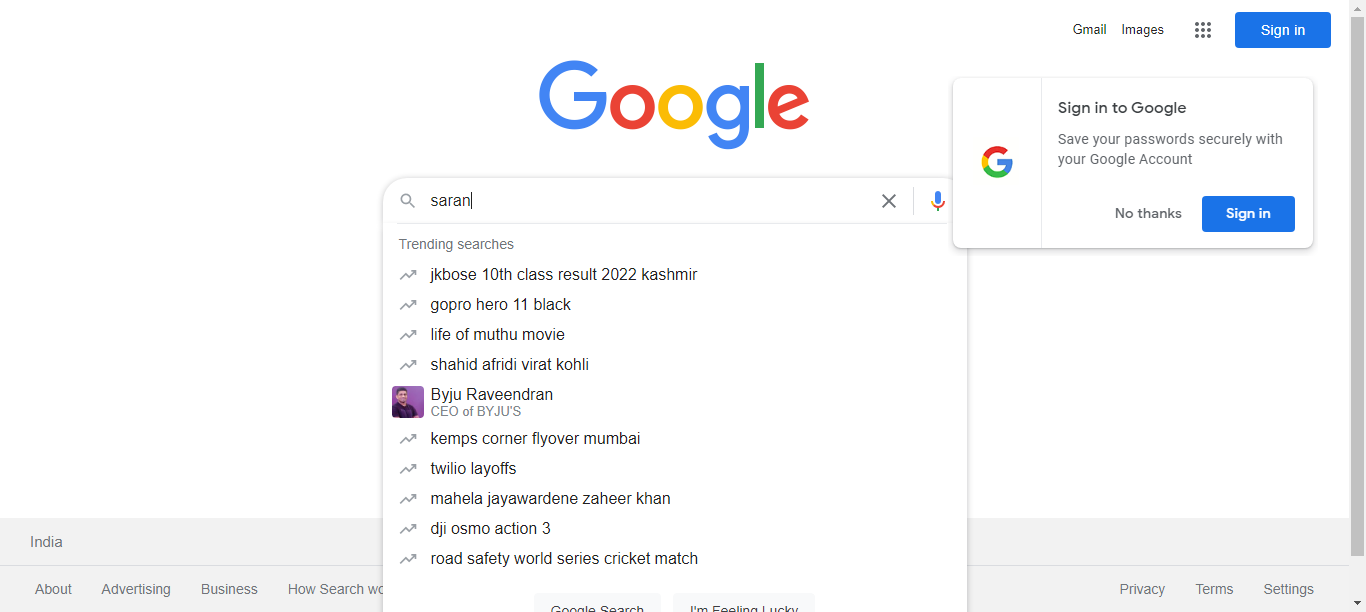 Gmail Images Sign in
Google
Sign in to Google
Save your passwords securely with
your Google Account
No thanks Sign in
saran
Trending searches
jkbose 10th class result 2022 kashmir
gopro hero 11 black
life of muthu movie
shahid afridi virat kohli
Byju Raveendran
CEO of BYJU'S
kemps corner flyover mumbai
twilio layoffs
mahela jayawardene zaheer khan
dji osmo action 3
road safety world series cricket match
Google Search I'm Feeling Lucky
India
About Advertising Business How Search wo
Privacy Terms Settings